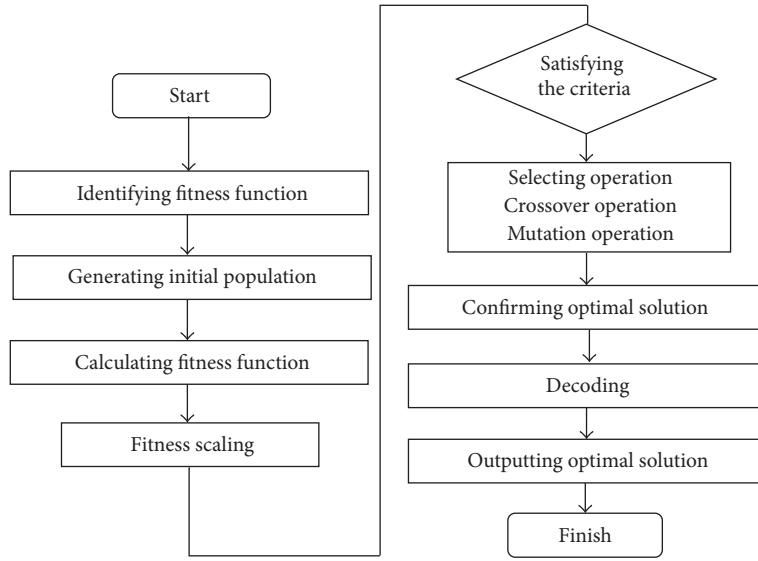 Start
Identifying fitness function
Generating initial population
Calculating fitness function
Fitness scaling
Satisfying
the criteria
Selecting operation
Crossover operation
Mutation operation
Confirming optimal solution
Decoding
Outputting optimal solution
Finish